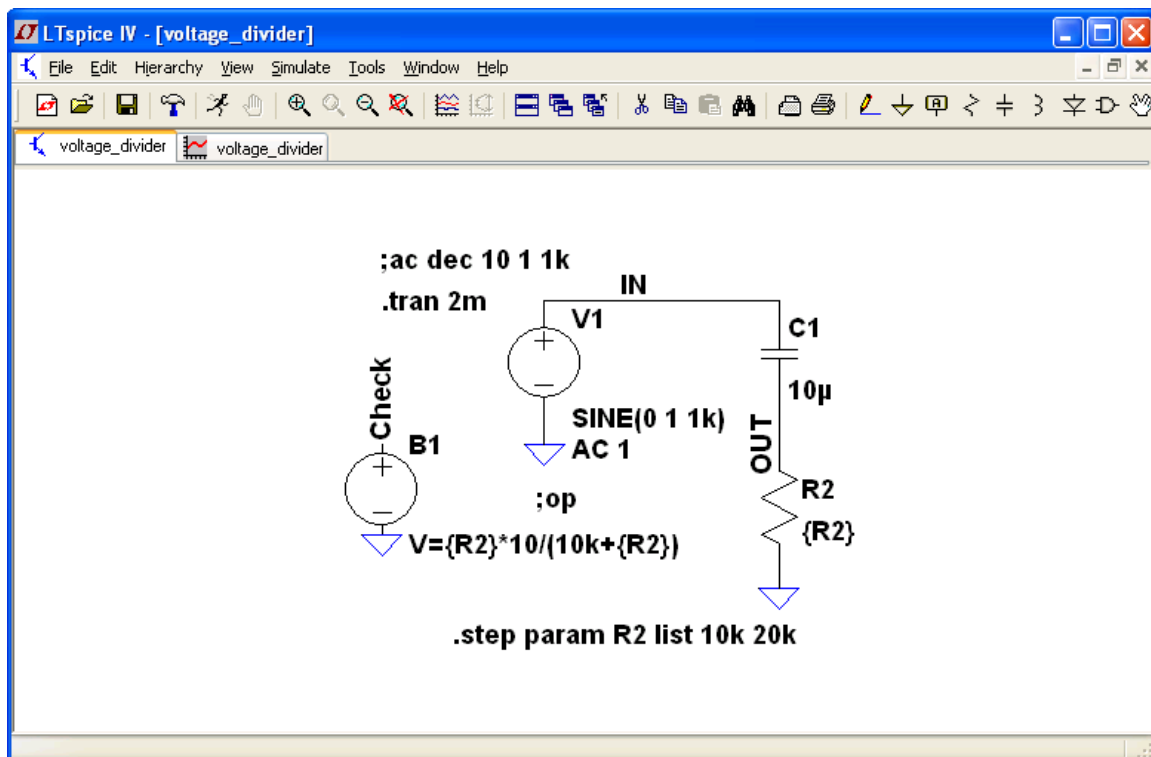 LTspice IV - [voltage_divider]
File Edit Hierarchy View Simulate Tools Window Help
voltage_divider voltage_divider
;ac dec 10 1 1k
.tran 2m
IN
V1
C1
10µ
Check
B1
SINE(0 1 1k)
AC 1
OUT
R2
{R2}
;op
V={R2}*10/(10k+{R2})
.step param R2 list 10k 20k